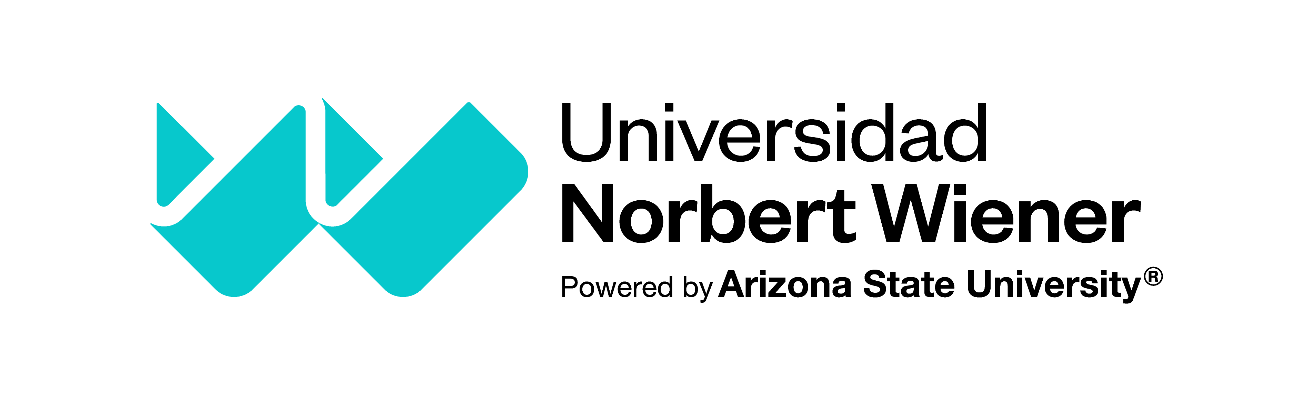 Universidad
Norbert Wiener
Powered by Arizona State University®